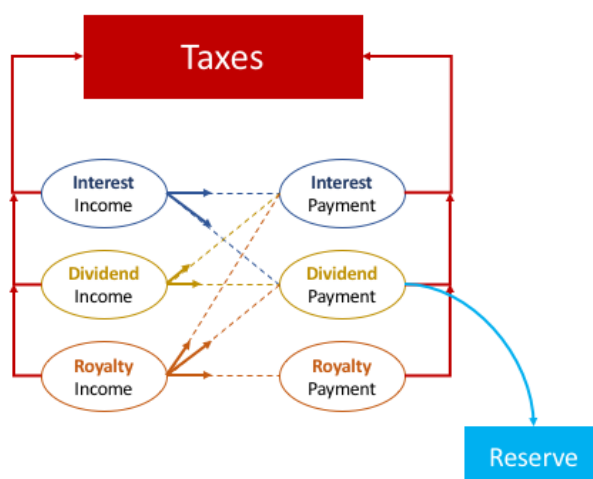 Taxes
Interest
Income
Interest
Payment
Dividend
Income
Dividend
Payment
Royalty
Income
Royalty
Payment
Reserve